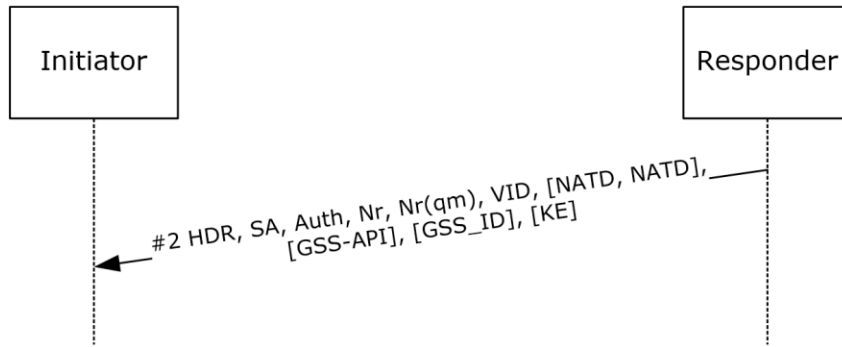 Initiator
Responder
#2 HDR, SA, Auth, Nr, Nr(qm), VID, [NATD, NATD],
[GSS-API], [GSS_ID], [KE]